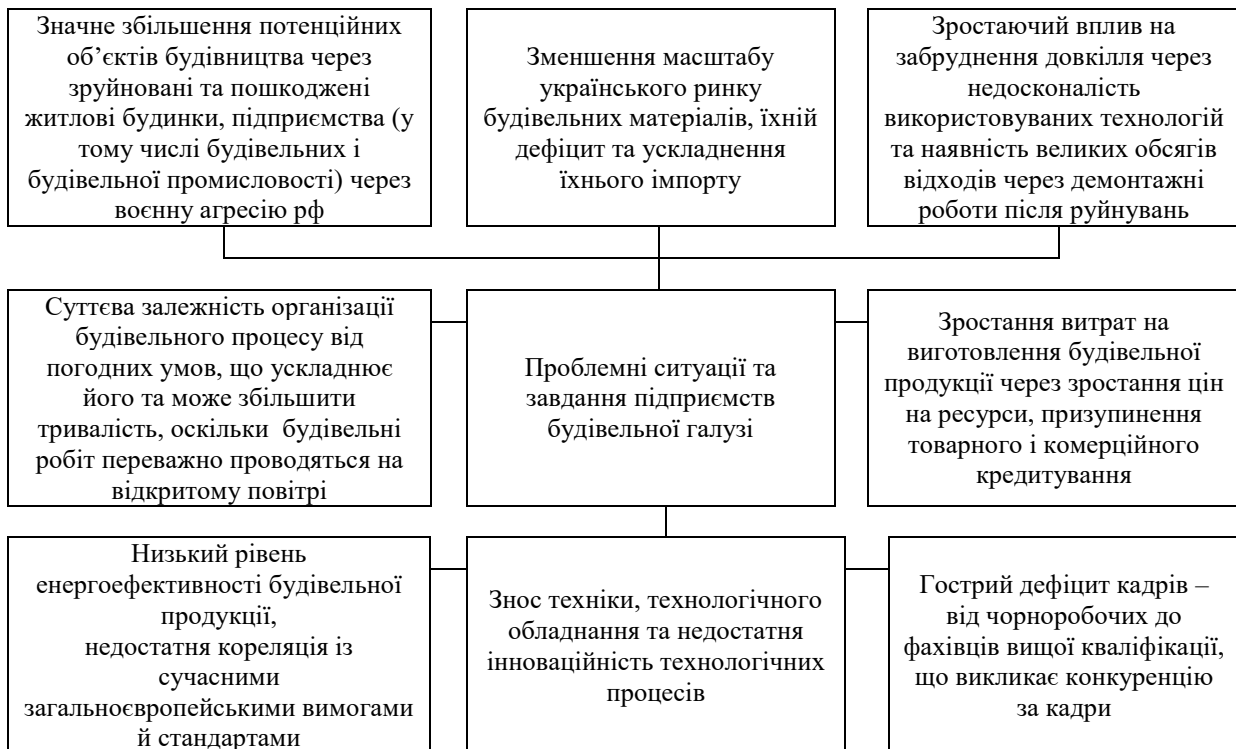 Значне збільшення потенційних
об’єктів будівництва через
зруйновані та пошкоджені
житлові будинки, підприємства (у
тому числі будівельних і
будівельної промисловості) через
воєнну агресію рф
Зменшення масштабу
українського ринку
будівельних матеріалів, їхній
дефіцит та ускладнення
їхнього імпорту
Зростаючий вплив на
забруднення довкілля через
недосконалість
використовуваних технологій
та наявність великих обсягів
відходів через демонтажні
роботи після руйнувань
Суттєва залежність організації
будівельного процесу від
погодних умов, що ускладнює
його та може збільшити
тривалість, оскільки будівельні
робіт переважно проводяться на
відкритому повітрі
Проблемні ситуації та
завдання підприємств
будівельної галузі
Зростання витрат на
виготовлення будівельної
продукції через зростання цін
на ресурси, призупинення
товарного і комерційного
кредитування
Низький рівень
енергоефективності будівельної
продукції,
недостатня кореляція із
сучасними
загальноєвропейськими вимогами
й стандартами
Знос техніки, технологічного
обладнання та недостатня
інноваційність технологічних
процесів
Гострий дефіцит кадрів –
від чорноробочих до
фахівців вищої кваліфікації,
що викликає конкуренцію
за кадри